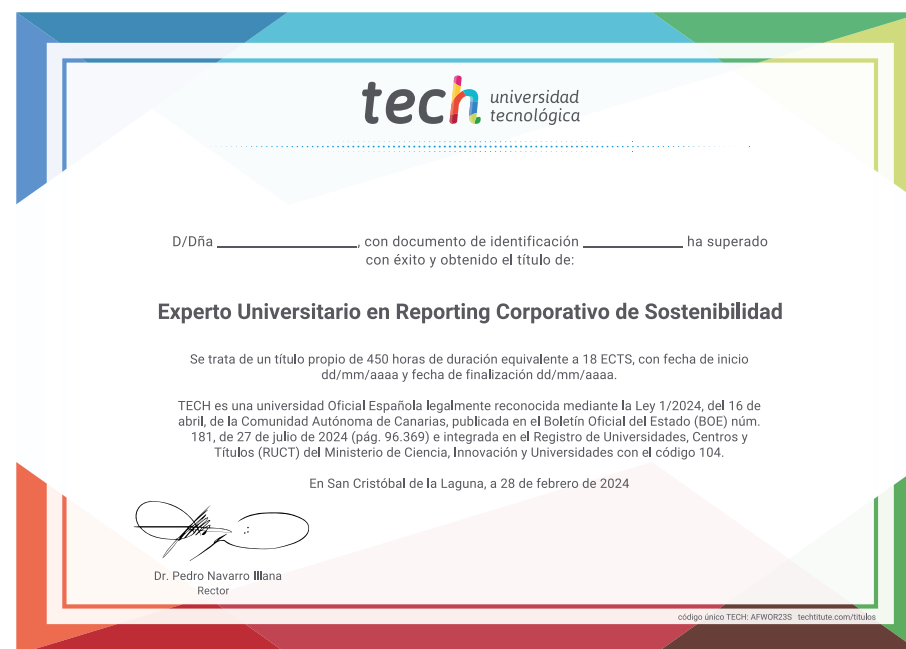 tech universidad
tecnológica
D/Dña ____________________, con documento de identificación ______________ ha superado
con éxito y obtenido el título de:
Experto Universitario en Reporting Corporativo de Sostenibilidad
Se trata de un título propio de 450 horas de duración equivalente a 18 ECTS, con fecha de inicio
dd/mm/aaaa y fecha de finalización dd/mm/aaaa.
TECH es una universidad Oficial Española legalmente reconocida mediante la Ley 1/2024, del 16 de
abril, de la Comunidad Autónoma de Canarias, publicada en el Boletín Oficial del Estado (BOE) núm.
181, de 27 de julio de 2024 (pág. 96.369) e integrada en el Registro de Universidades, Centros y
Títulos (RUCT) del Ministerio de Ciencia, Innovación y Universidades con el código 104.
En San Cristóbal de la Laguna, a 28 de febrero de 2024
Dr. Pedro Navarro Illana
Rector
código único TECH: AFWOR23S techtitute.com/titulos